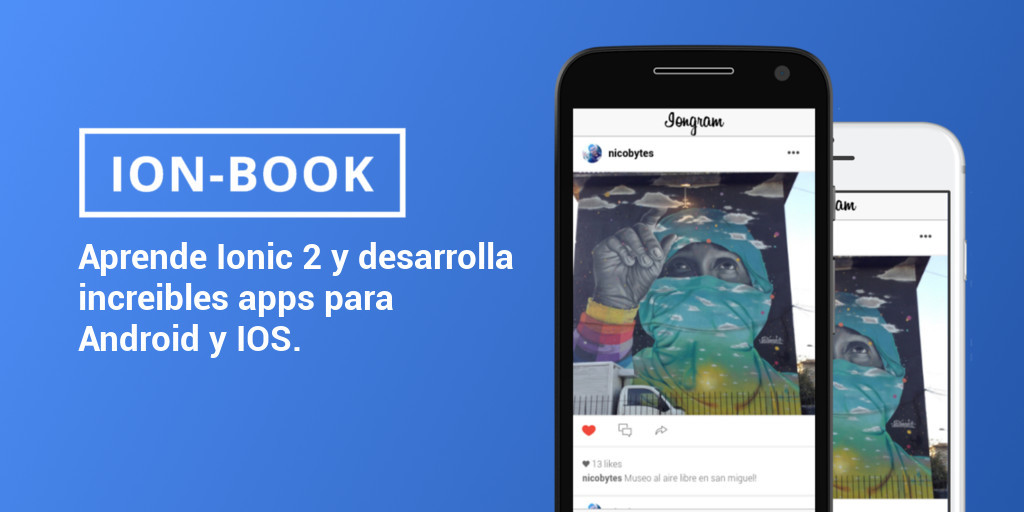 ION-BOOK
Aprende Ionic 2 y desarrolla
increibles apps para
Android y IOS.
Iongram
nicobytes
13 likes
nicobytes Museo al aire libre en san miguel!
am